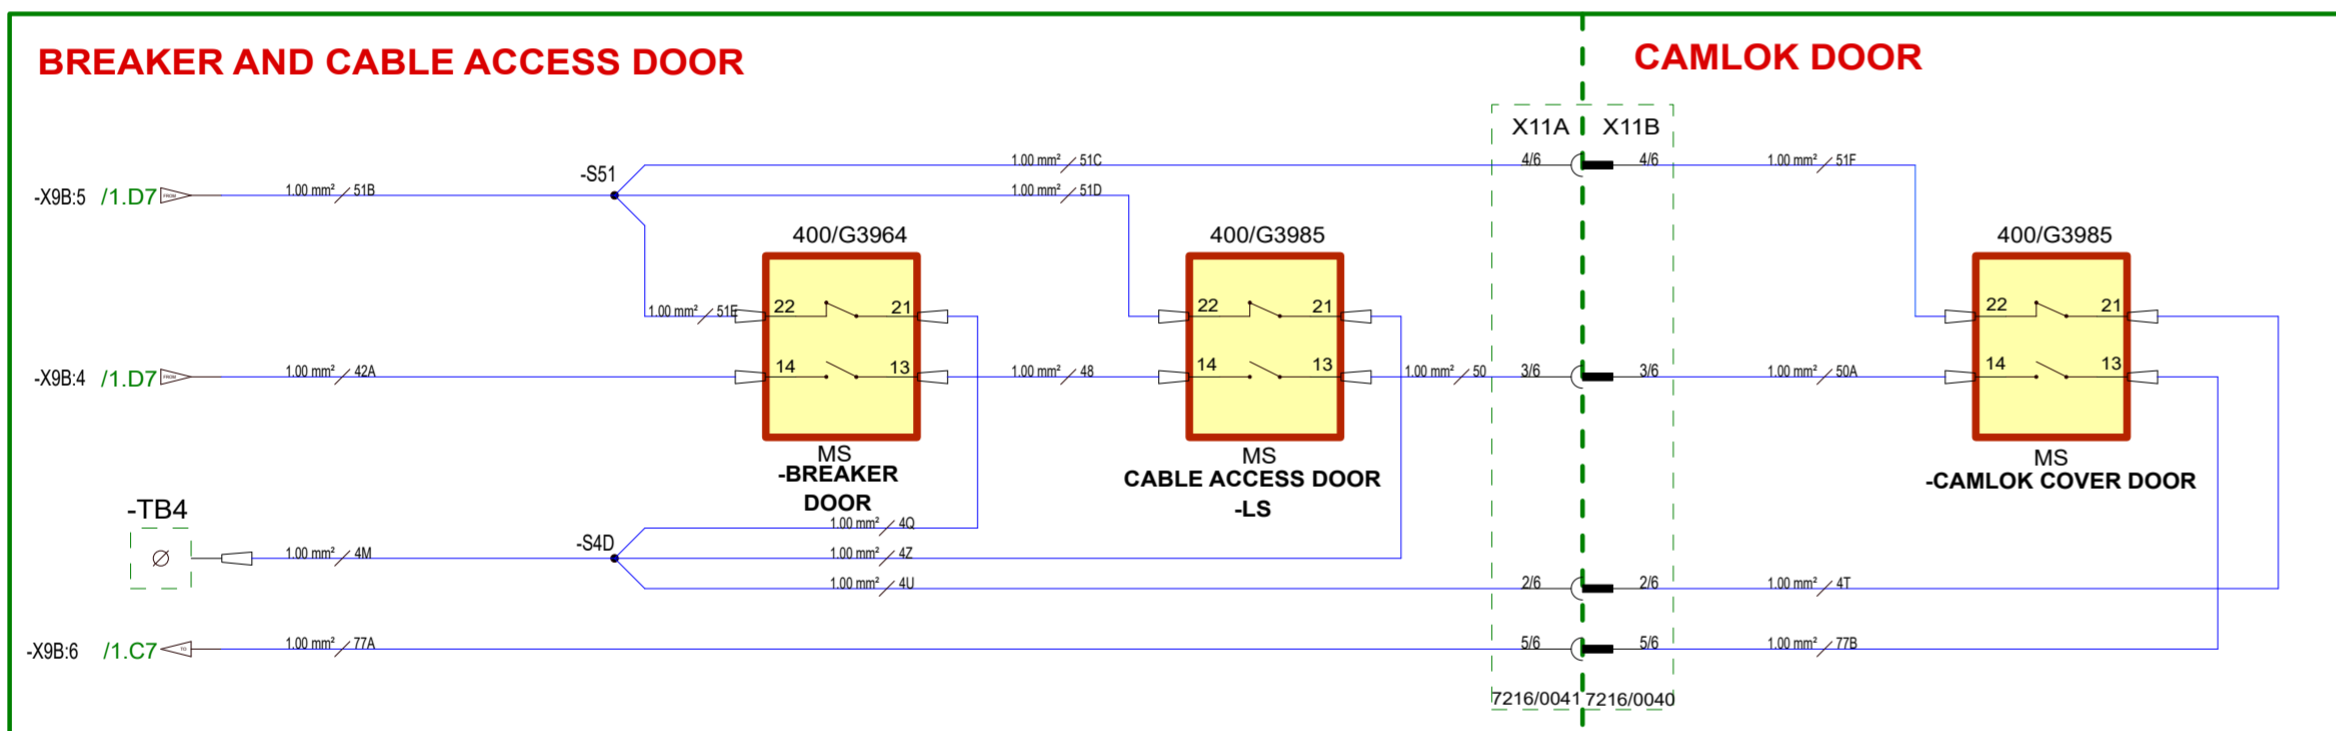 BREAKER AND CABLE ACCESS DOOR
CAMLOK DOOR
X11A X11B
1.00 mm² 51C 4/6 4/6 1.00 mm² 51F
-S51
-X9B:5 /1.D7 FROM 1.00 mm² 51B 1.00 mm² 51D
400/G3964 400/G3985 400/G3985
1.00 mm² 51E 22 21 22 21 22 21
-X9B:4 /1.D7 FROM 1.00 mm² 42A 14 13 1.00 mm² 48 14 13 1.00 mm² 50 3/6 3/6 1.00 mm² 50A 14 13
MS MS MS
-BREAKER
DOOR
CABLE ACCESS DOOR
-LS
-CAMLOK COVER DOOR
-TB4
1.00 mm² 4Q
-S4D
1.00 mm² 4M 1.00 mm² 4Z
1.00 mm² 4U 2/6 2/6 1.00 mm² 4T
-X9B:6 /1.C7 TO 1.00 mm² 77A 5/6 5/6 1.00 mm² 77B
7216/0041 7216/0040